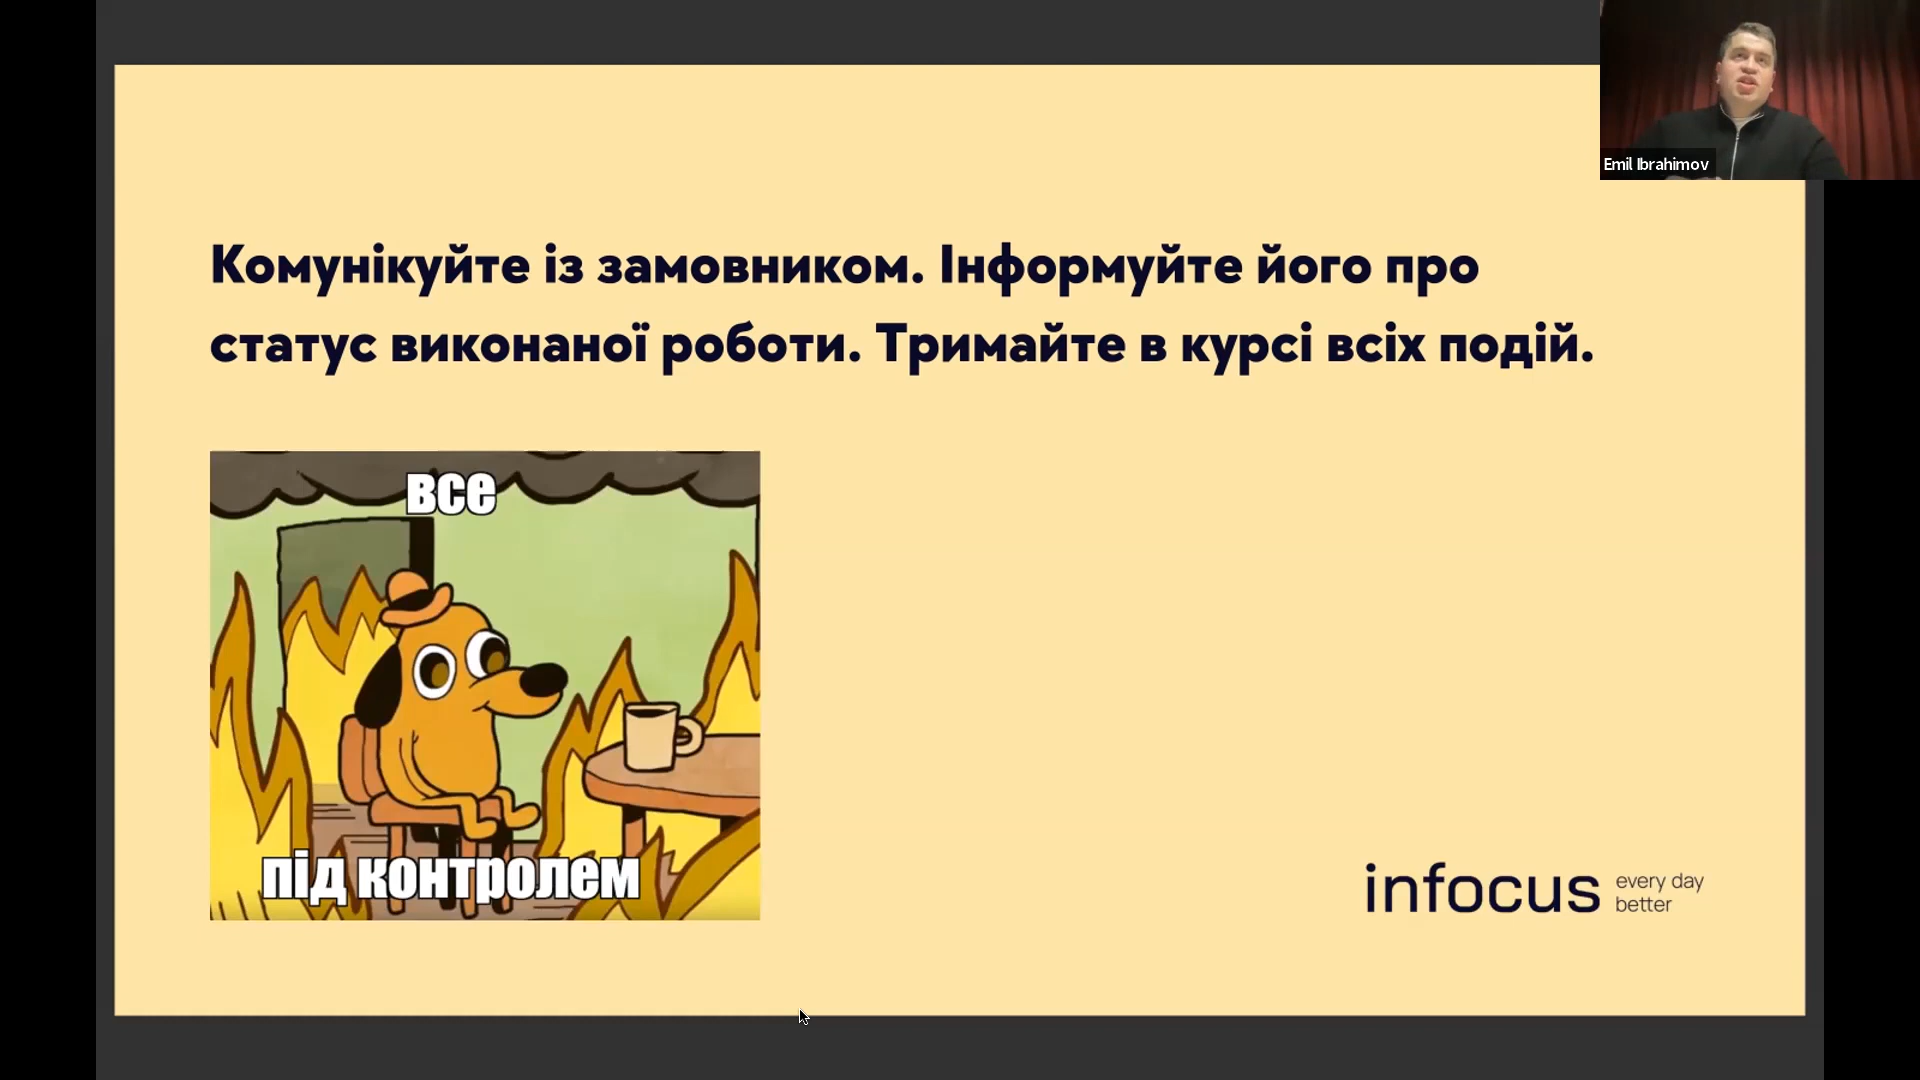 Emil Ibrahimov
Комунікуйте із замовником. Інформуйте його про
статус виконаної роботи. Тримайте в курсі всіх подій.
все
під контролем
infocus
every day
better